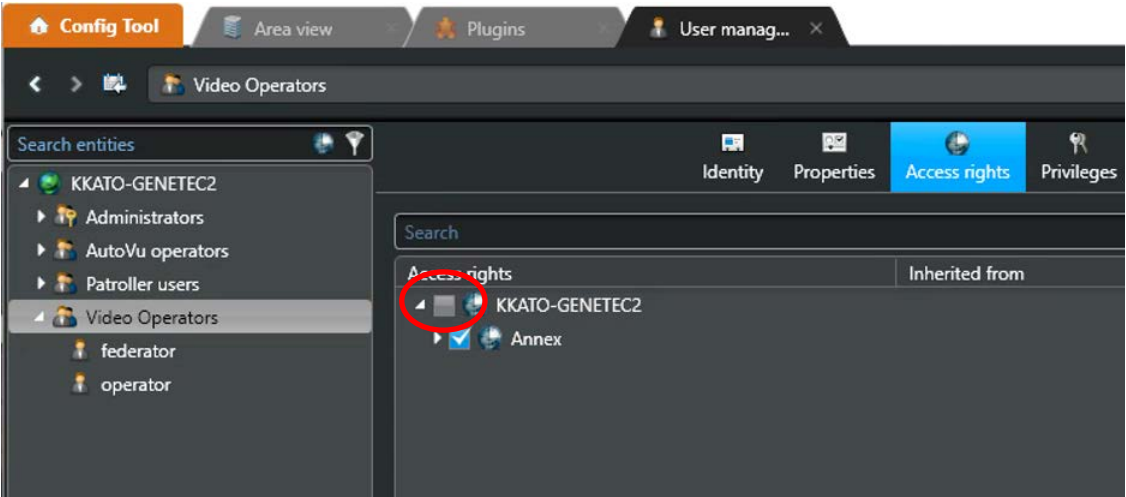 Config Tool
Area view
Plugins
User manag...
Video Operators
Search entities
Identity
Properties
Access rights
Privileges
KKATO-GENETEC2
Administrators
AutoVu operators
Patroller users
Video Operators
federator
operator
Search
Access rights
Inherited from
KKATO-GENETEC2
Annex